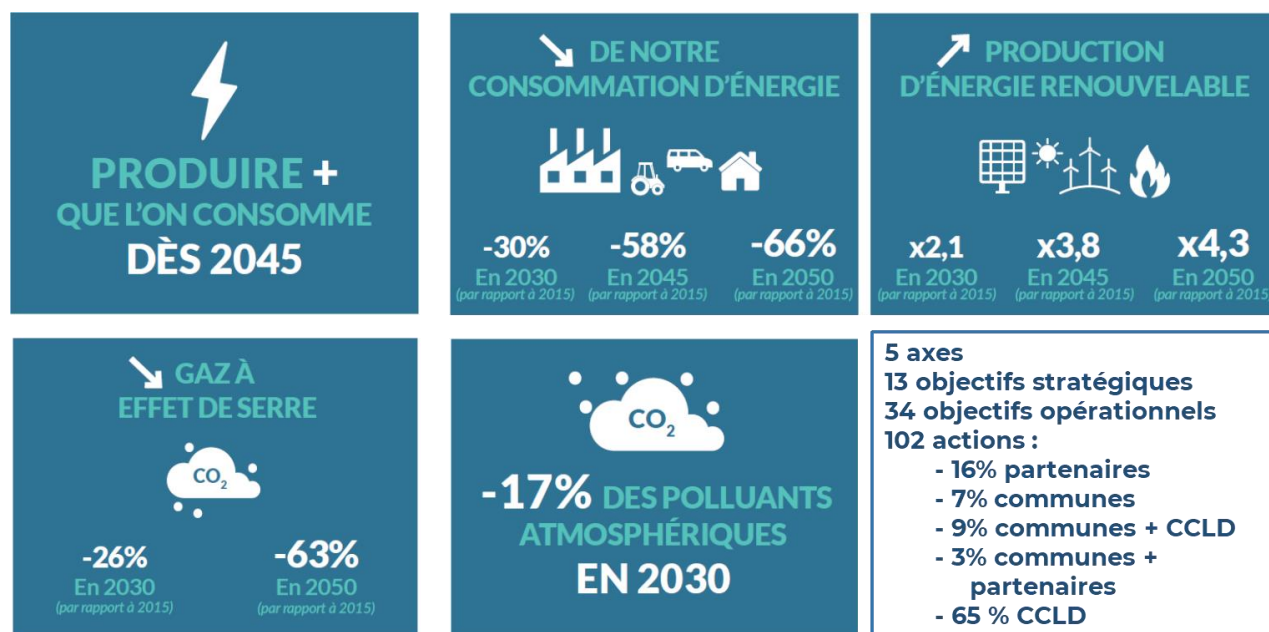 PRODUIRE +
QUE L'ON CONSOMME
DÈS 2045
DE NOTRE
CONSOMMATION D'ÉNERGIE
-30%
En 2030
(par rapport à 2015)
-58%
En 2045
(par rapport à 2015)
-66%
En 2050
(par rapport à 2015)
PRODUCTION
D'ÉNERGIE RENOUVELABLE
x2,1
En 2030
(par rapport à 2015)
x3,8
En 2045
(par rapport à 2015)
x4,3
En 2050
(par rapport à 2015)
GAZ À
EFFET DE SERRE
CO₂
-26%
En 2030
(par rapport à 2015)
-63%
En 2050
(par rapport à 2015)
CO₂
-17% DES POLLUANTS
ATMOSPHÉRIQUES
EN 2030
5 axes
13 objectifs stratégiques
34 objectifs opérationnels
102 actions :
- 16% partenaires
- 7% communes
- 9% communes + CCLD
- 3% communes +
partenaires
- 65 % CCLD